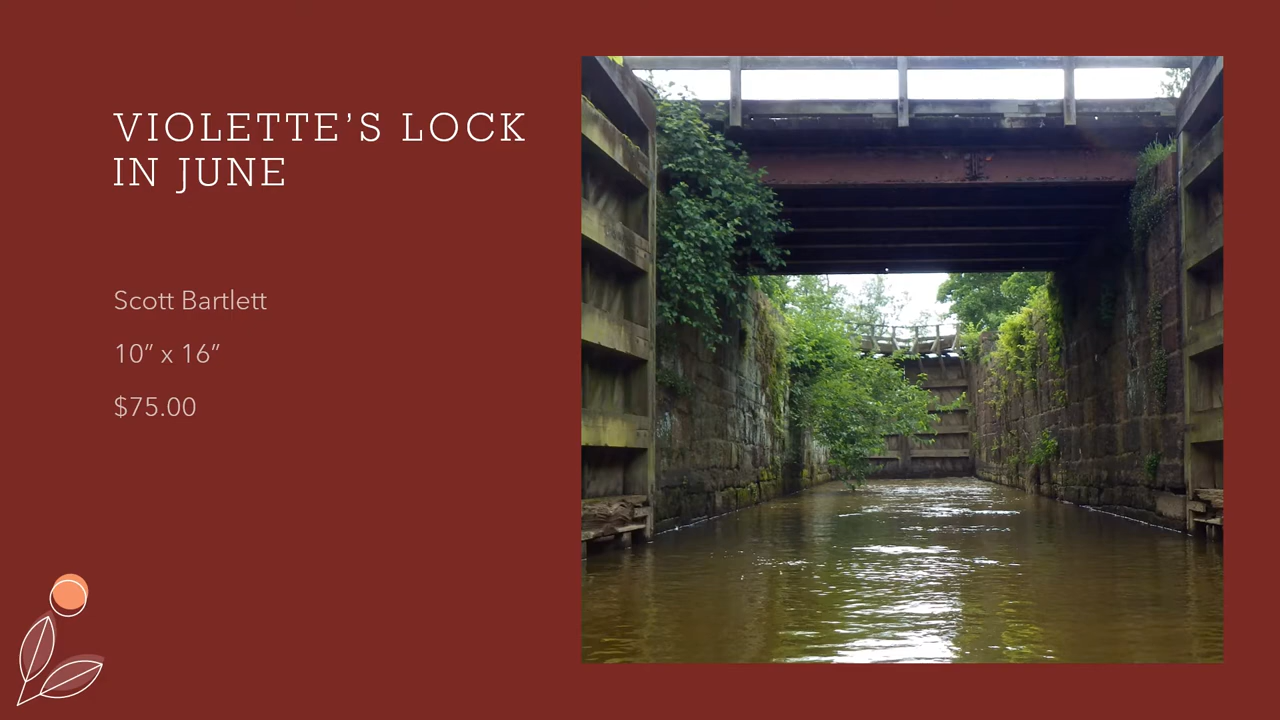 VIOLETTE’S LOCK
IN JUNE
Scott Bartlett
10” x 16”
$75.00